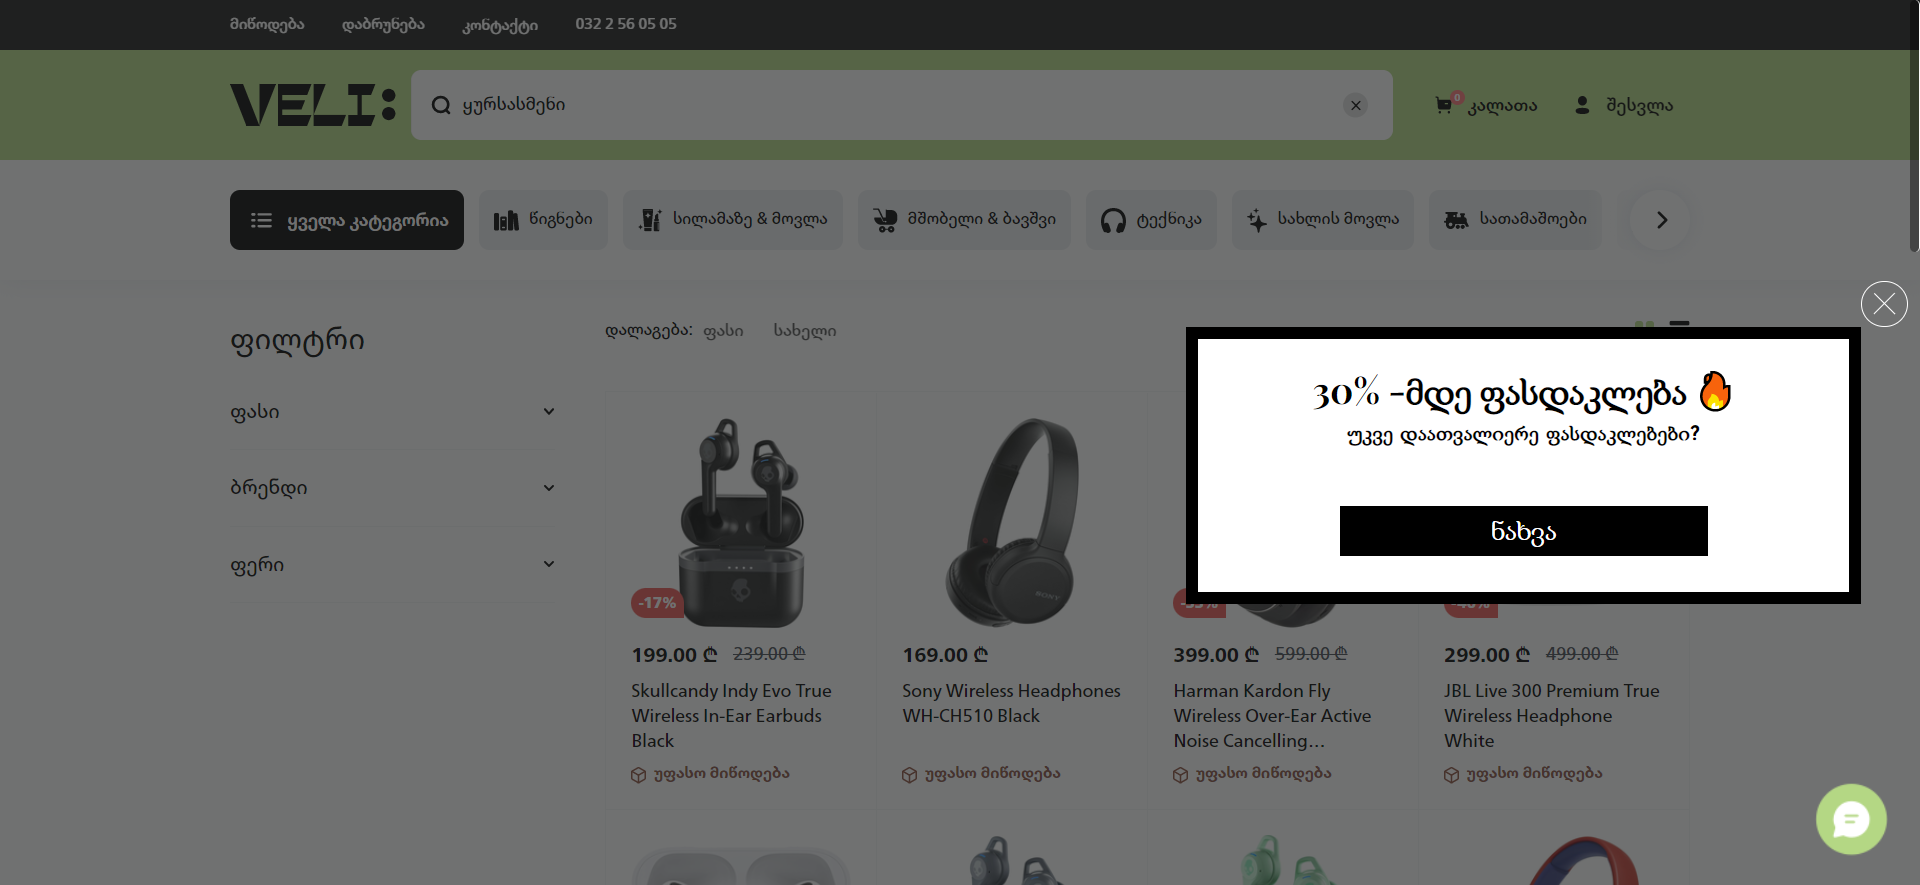 მიწოდება დაბრუნება კონტაქტი 032 2 56 05 05
VELI:
ყურსასმენი
0 კალათა შესვლა
ყველა კატეგორია წიგნები სილამაზე & მოვლა მშობელი & ბავშვი ტექნიკა სახლის მოვლა სათამაშოები
ფილტრი
ფასი
ბრენდი
ფერი
დალაგება: ფასი სახელი
30% -მდე ფასდაკლება
უკვე დაათვალიერე ფასდაკლებები?
ნახვა
-17%
199.00 ₾ 239.00 ₾
Skullcandy Indy Evo True
Wireless In-Ear Earbuds
Black
უფასო მიწოდება
SONY
169.00 ₾
Sony Wireless Headphones
WH-CH510 Black
უფასო მიწოდება
399.00 ₾ 599.00 ₾
Harman Kardon Fly
Wireless Over-Ear Active
Noise Cancelling...
უფასო მიწოდება
299.00 ₾ 499.00 ₾
JBL Live 300 Premium True
Wireless Headphone
White
უფასო მიწოდება